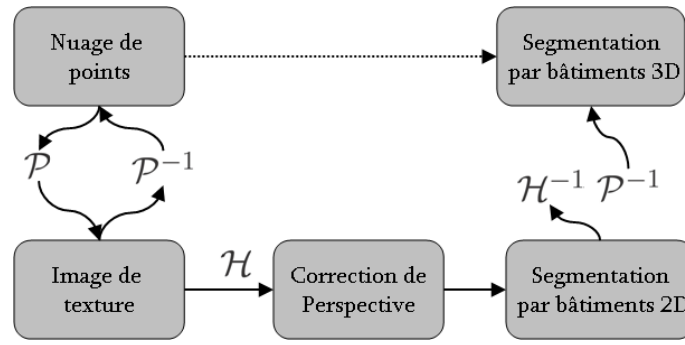 Nuage de
points
Segmentation
par bâtiments 3D
𝒫
𝒫⁻¹
ℋ⁻¹ 𝒫⁻¹
Image de
texture
ℋ
Correction de
Perspective
Segmentation
par bâtiments 2D